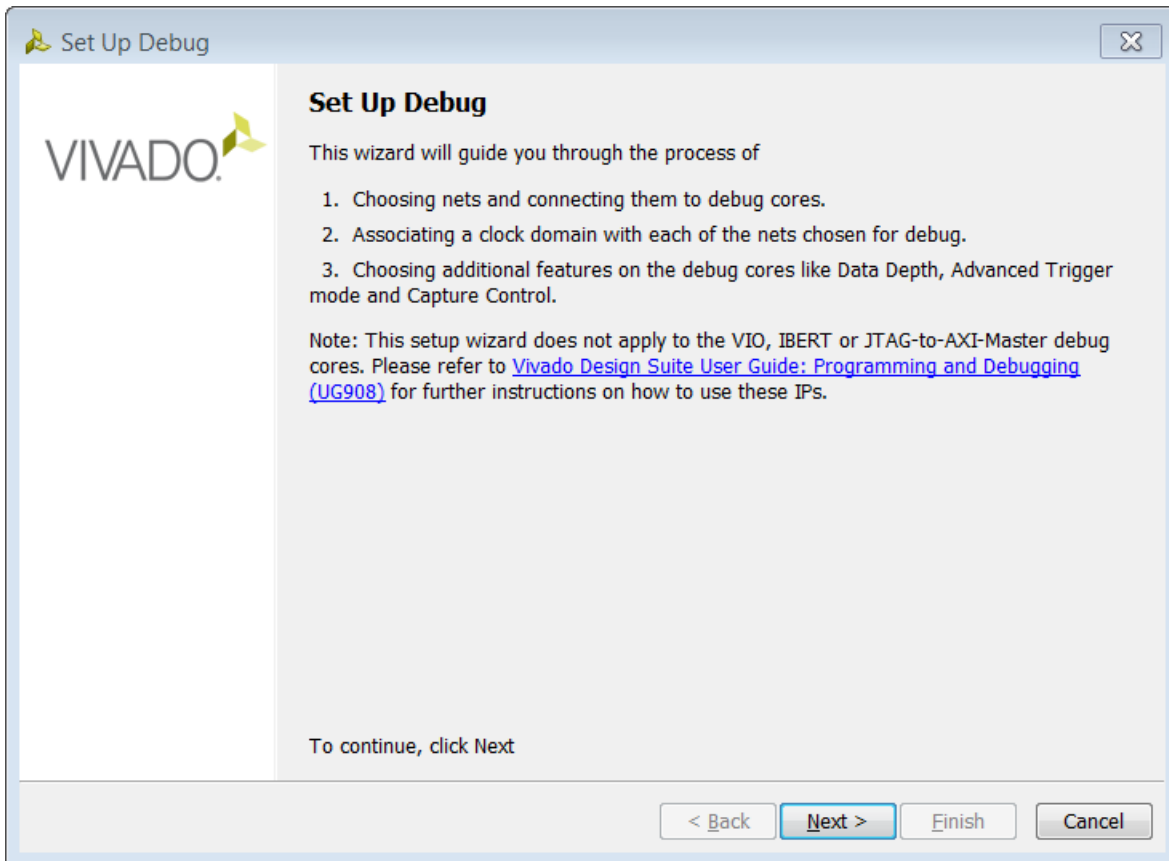 Set Up Debug
VIVADO.
Set Up Debug
This wizard will guide you through the process of
1. Choosing nets and connecting them to debug cores.
2. Associating a clock domain with each of the nets chosen for debug.
3. Choosing additional features on the debug cores like Data Depth, Advanced Trigger
mode and Capture Control.
Note: This setup wizard does not apply to the VIO, IBERT or JTAG-to-AXI-Master debug
cores. Please refer to Vivado Design Suite User Guide: Programming and Debugging
(UG908) for further instructions on how to use these IPs.
To continue, click Next
< Back Next > Finish Cancel